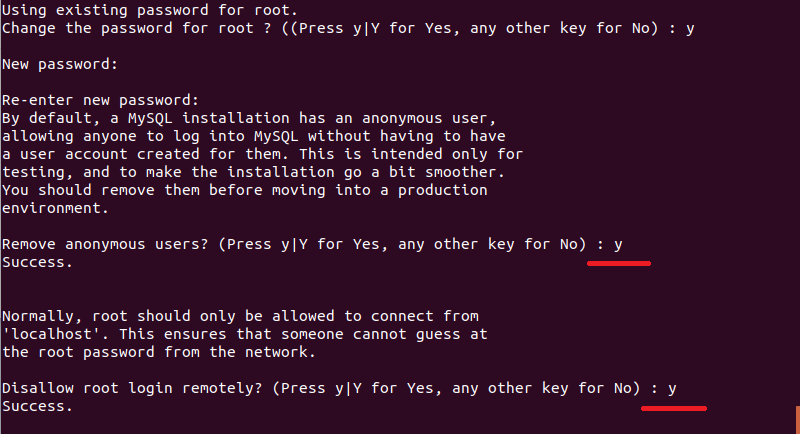 Using existing password for root.
Change the password for root ? ((Press y|Y for Yes, any other key for No) : y
New password:
Re-enter new password:
By default, a MySQL installation has an anonymous user,
allowing anyone to log into MySQL without having to have
a user account created for them. This is intended only for
testing, and to make the installation go a bit smoother.
You should remove them before moving into a production
environment.
Remove anonymous users? (Press y|Y for Yes, any other key for No) : y
Success.
Normally, root should only be allowed to connect from
'localhost'. This ensures that someone cannot guess at
the root password from the network.
Disallow root login remotely? (Press y|Y for Yes, any other key for No) : y
Success.